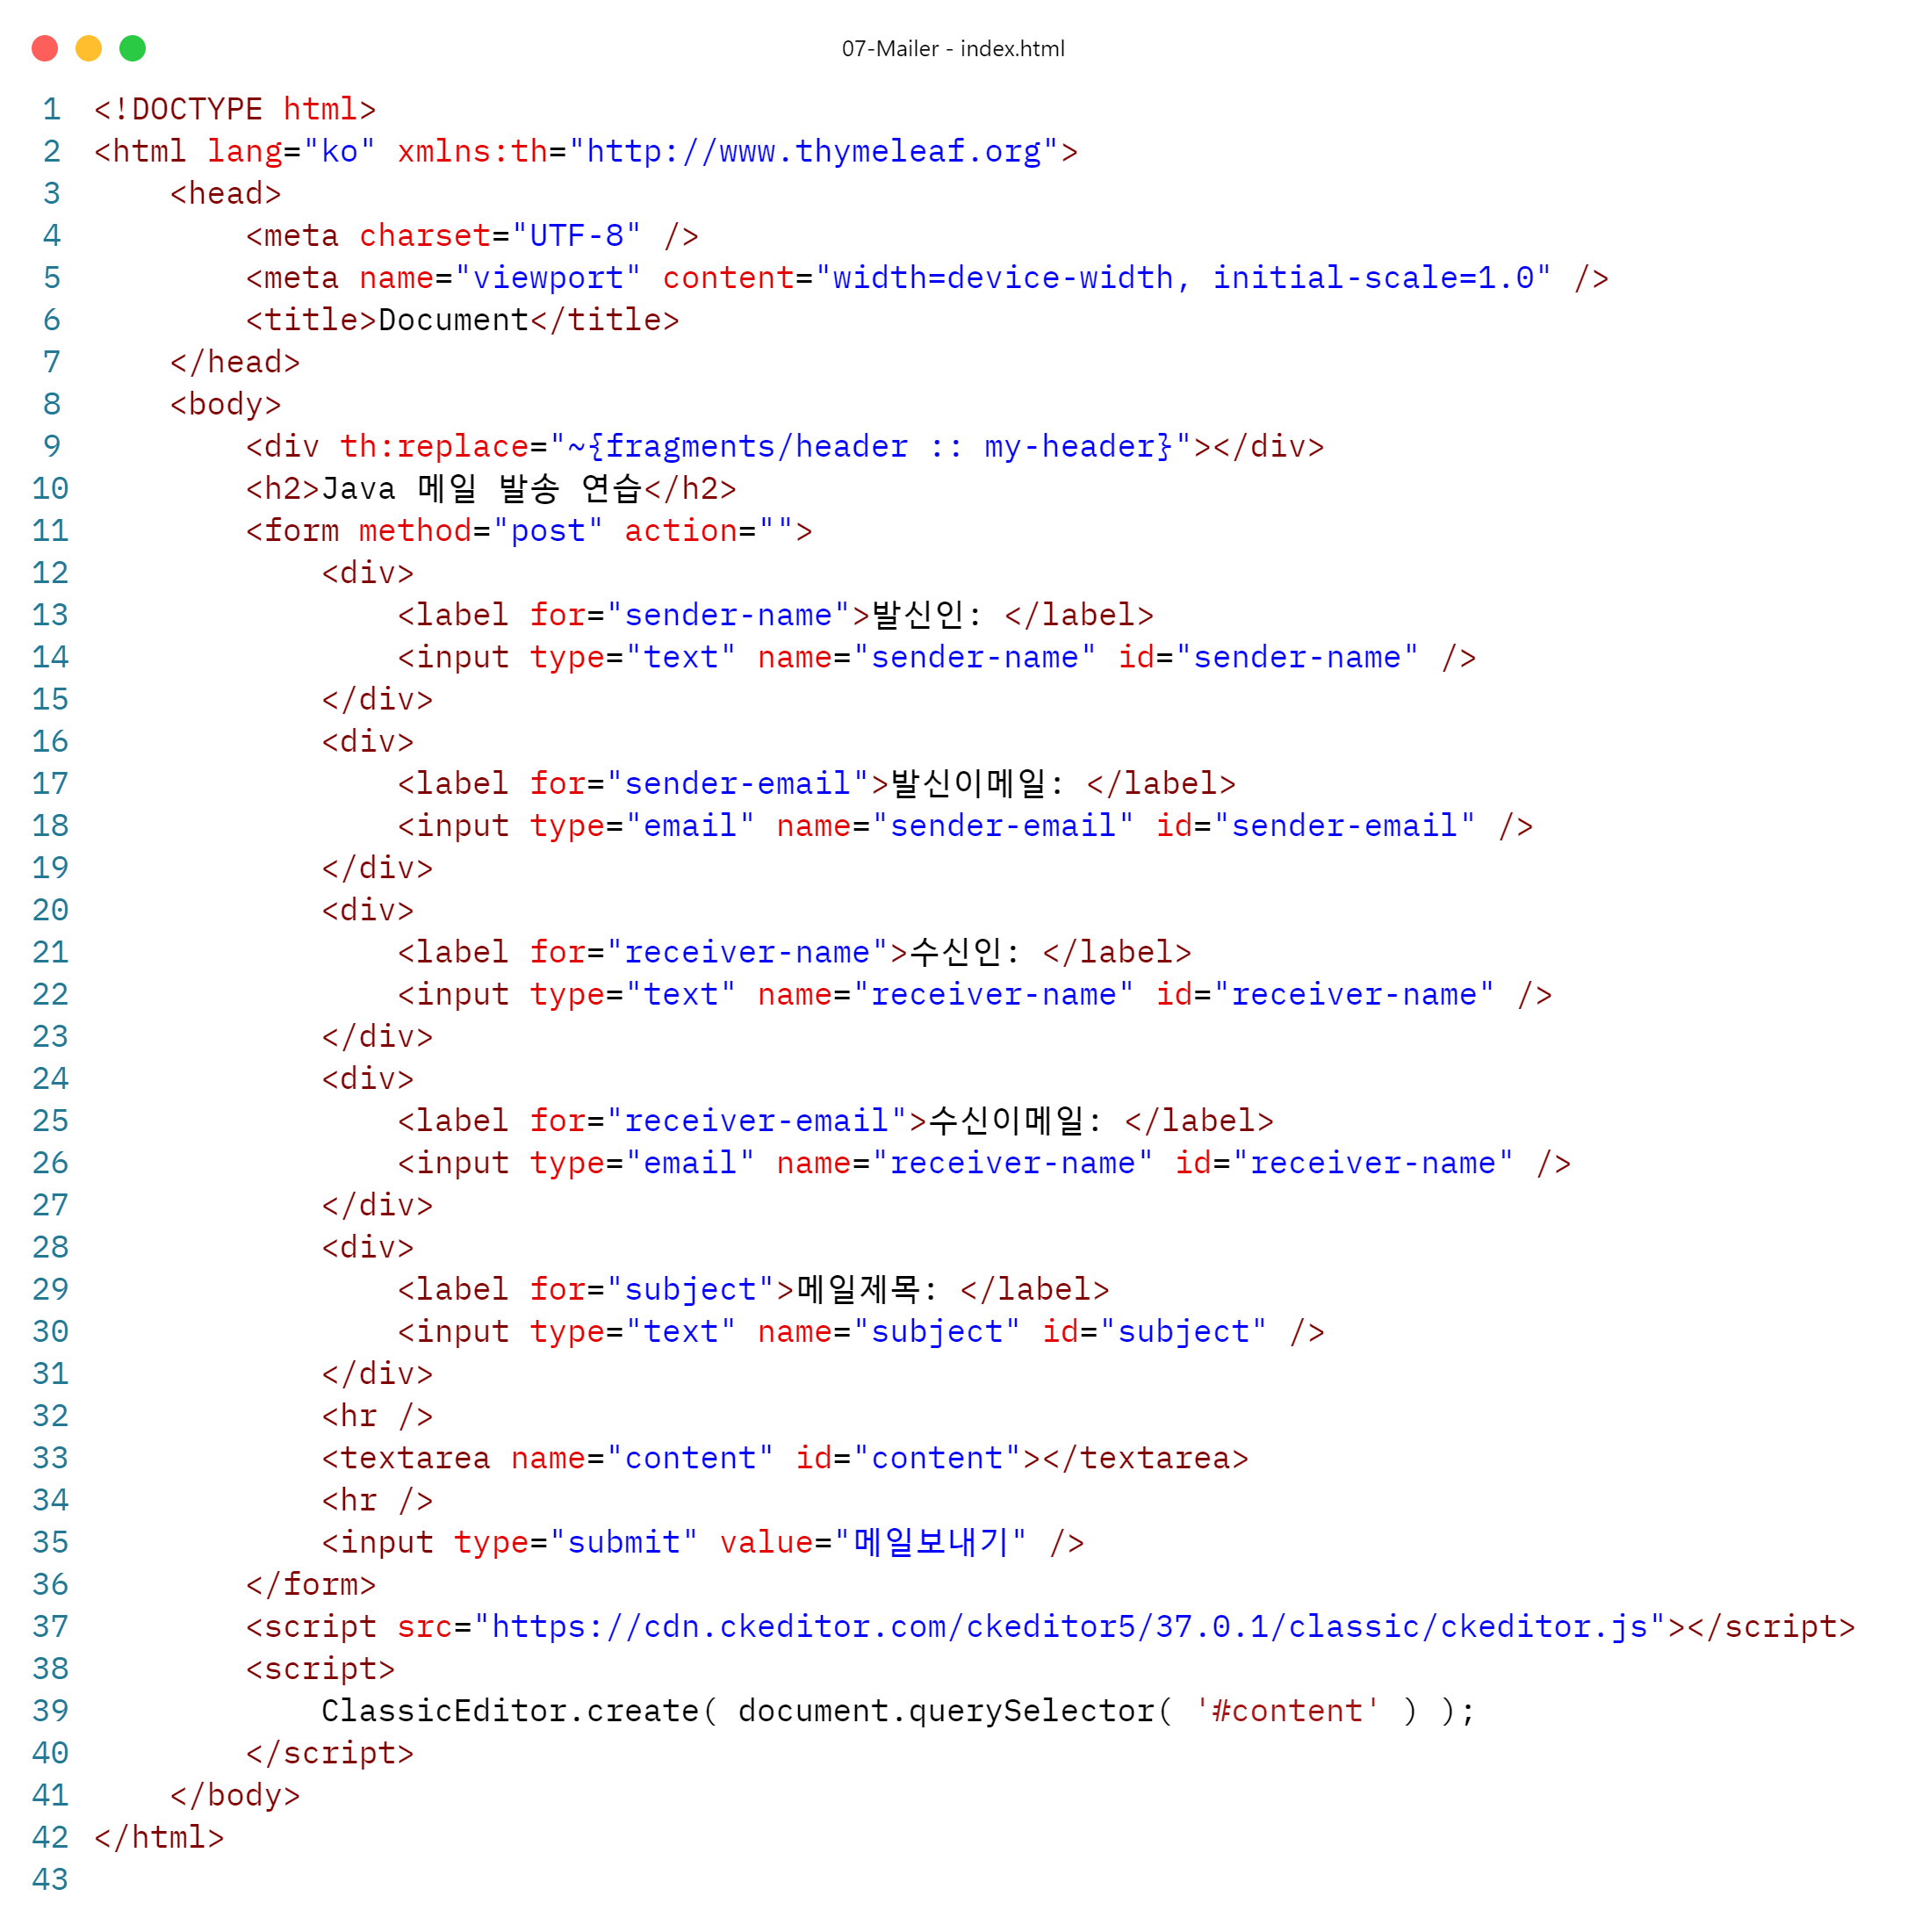 07-Mailer - index.html
1 <!DOCTYPE html>
2 <html lang="ko" xmlns:th="http://www.thymeleaf.org">
3     <head>
4         <meta charset="UTF-8" />
5         <meta name="viewport" content="width=device-width, initial-scale=1.0" />
6         <title>Document</title>
7     </head>
8     <body>
9         <div th:replace="~{fragments/header :: my-header}"></div>
10         <h2>Java 메일 발송 연습</h2>
11         <form method="post" action="">
12             <div>
13                 <label for="sender-name">발신인: </label>
14                 <input type="text" name="sender-name" id="sender-name" />
15             </div>
16             <div>
17                 <label for="sender-email">발신이메일: </label>
18                 <input type="email" name="sender-email" id="sender-email" />
19             </div>
20             <div>
21                 <label for="receiver-name">수신인: </label>
22                 <input type="text" name="receiver-name" id="receiver-name" />
23             </div>
24             <div>
25                 <label for="receiver-email">수신이메일: </label>
26                 <input type="email" name="receiver-name" id="receiver-name" />
27             </div>
28             <div>
29                 <label for="subject">메일제목: </label>
30                 <input type="text" name="subject" id="subject" />
31             </div>
32             <hr />
33             <textarea name="content" id="content"></textarea>
34             <hr />
35             <input type="submit" value="메일보내기" />
36         </form>
37         <script src="https://cdn.ckeditor.com/ckeditor5/37.0.1/classic/ckeditor.js"></script>
38         <script>
39             ClassicEditor.create( document.querySelector( '#content' ) );
40         </script>
41     </body>
42 </html>
43